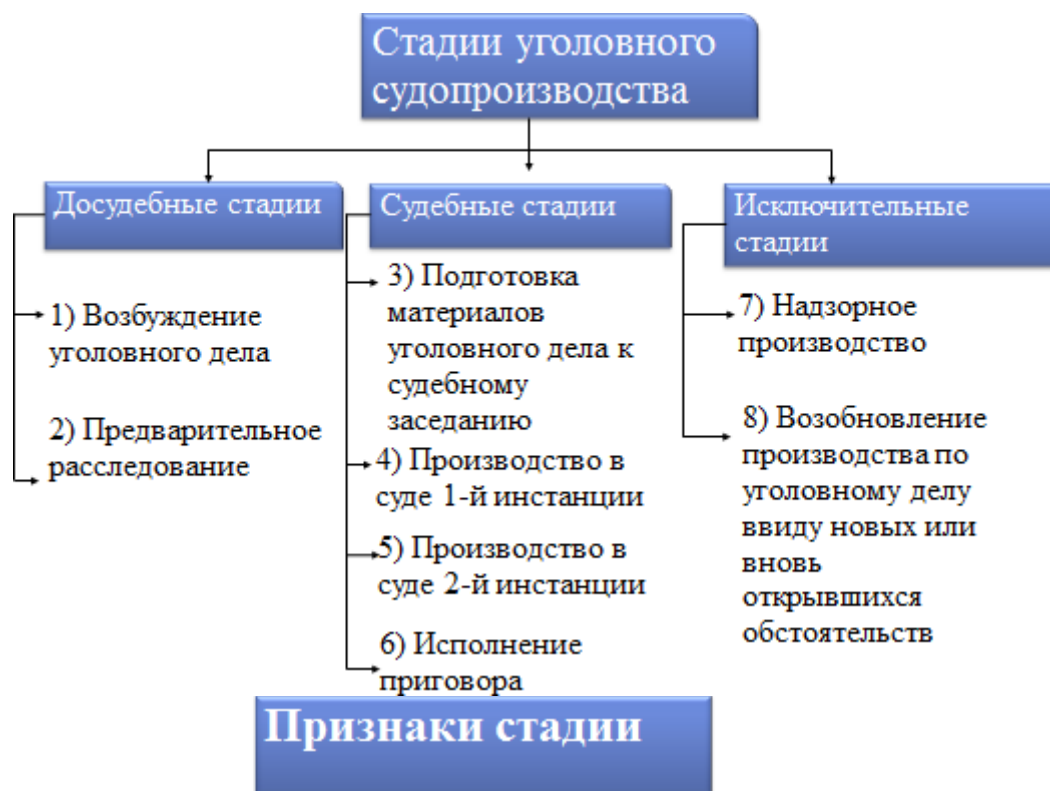 Стадии уголовного
судопроизводства
Досудебные стадии
1) Возбуждение
уголовного дела
2) Предварительное
расследование
Судебные стадии
3) Подготовка
материалов
уголовного дела к
судебному
заседанию
4) Производство в
суде 1-й инстанции
5) Производство в
суде 2-й инстанции
6) Исполнение
приговора
Исключительные
стадии
7) Надзорное
производство
8) Возобновление
производства по
уголовному делу
ввиду новых или
вновь
открывшихся
обстоятельств
Признаки стадии